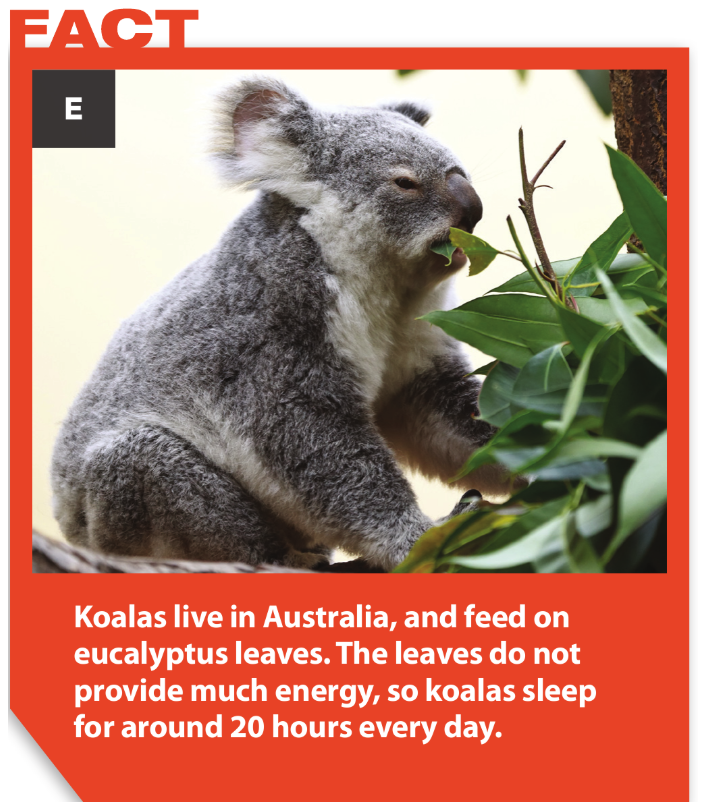 FACT
E
Koalas live in Australia, and feed on
eucalyptus leaves. The leaves do not
provide much energy, so koalas sleep
for around 20 hours every day.